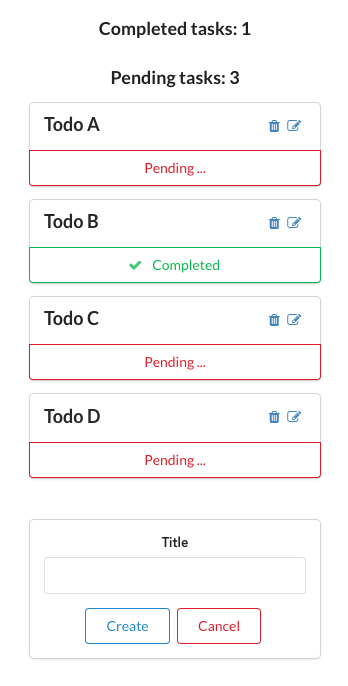 Completed tasks: 1
Pending tasks: 3
Todo A
Pending ...
Todo B
Completed
Todo C
Pending ...
Todo D
Pending ...
Title
Create Cancel